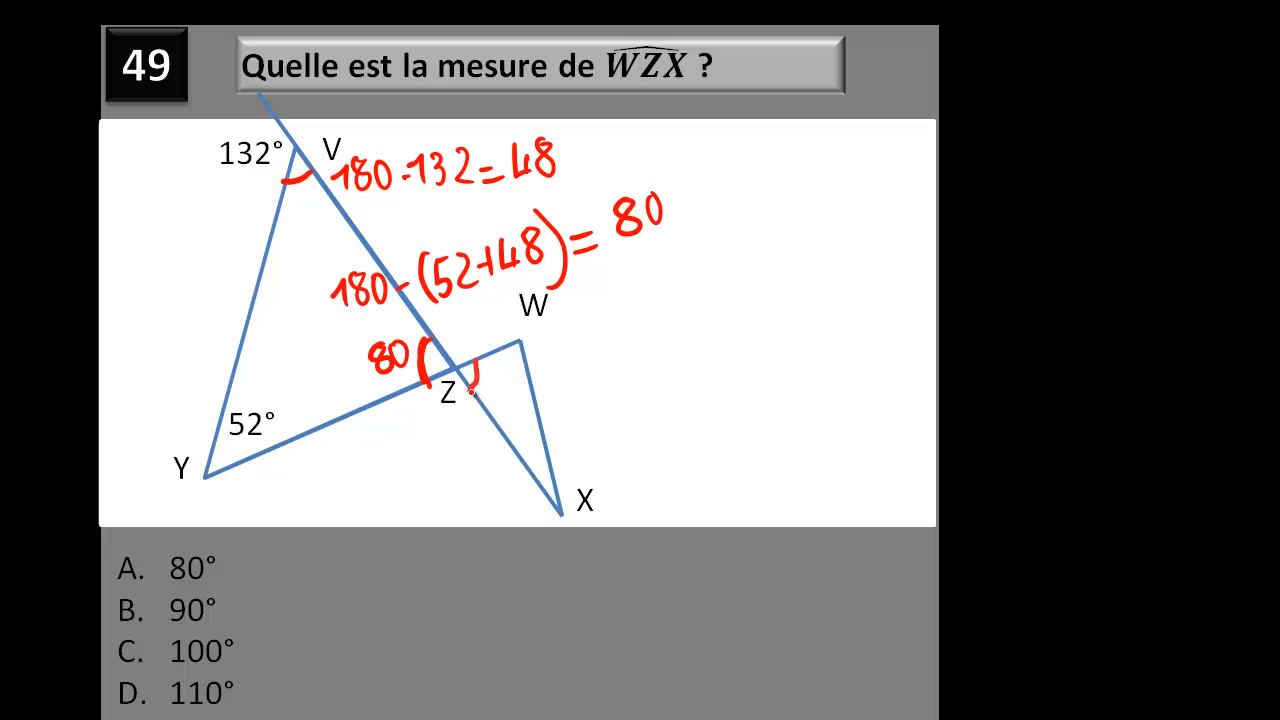 49
Quelle est la mesure de WZX ?
132°
V
180-132=48
180-(52+48)=80
W
80
Z
52°
Y
X
A. 80°
B. 90°
C. 100°
D. 110°